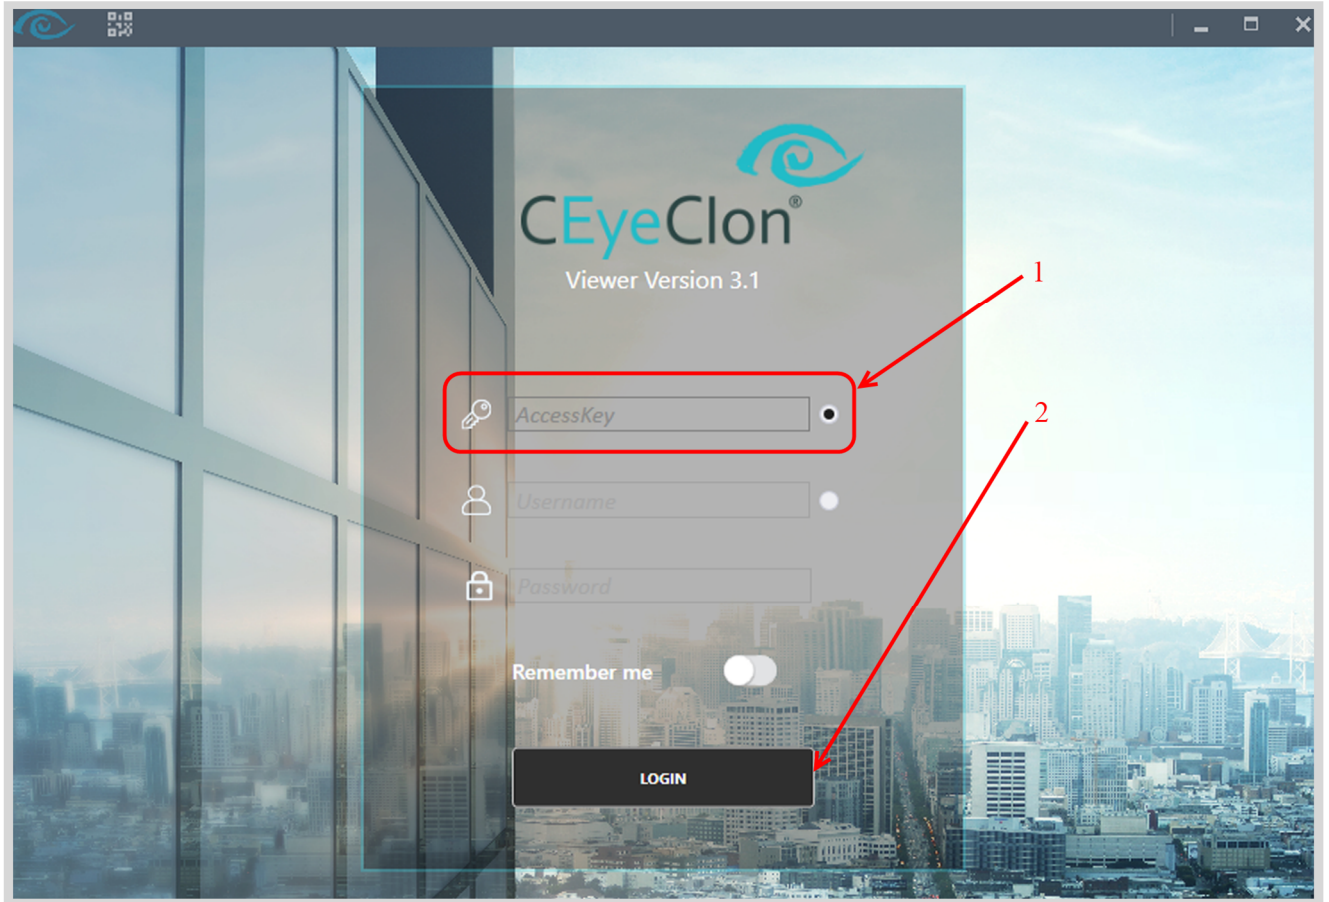 CEyeClon®
Viewer Version 3.1
1
AccessKey
2
Username
Password
Remember me
LOGIN